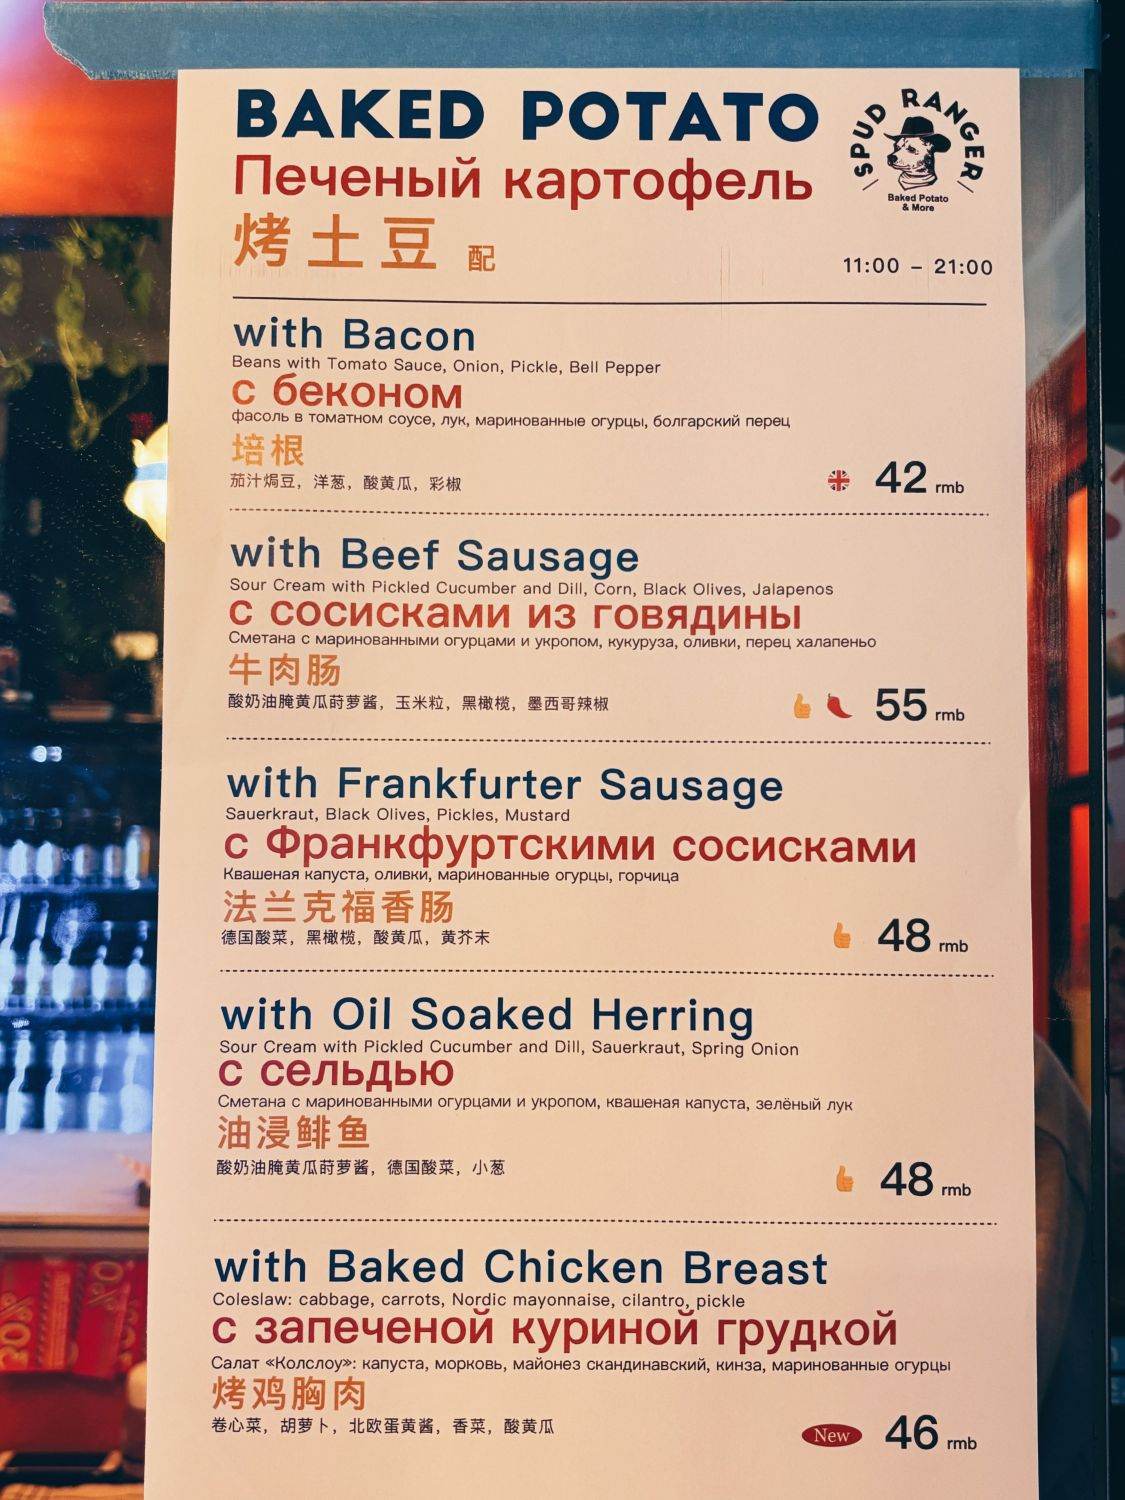 BAKED POTATO
SPUD RANGER
Baked Potato
& More
Печеный картофель
烤土豆 配
11:00 – 21:00
with Bacon
Beans with Tomato Sauce, Onion, Pickle, Bell Pepper
с беконом
фасоль в томатном соусе, лук, маринованные огурцы, болгарский перец
培根
茄汁焗豆，洋葱，酸黄瓜，彩椒
42 rmb
with Beef Sausage
Sour Cream with Pickled Cucumber and Dill, Corn, Black Olives, Jalapenos
с сосисками из говядины
Сметана с маринованными огурцами и укропом, кукуруза, оливки, перец халапеньо
牛肉肠
酸奶油腌黄瓜莳萝酱，玉米粒，黑橄榄，墨西哥辣椒
55 rmb
with Frankfurter Sausage
Sauerkraut, Black Olives, Pickles, Mustard
с Франкфуртскими сосисками
Квашеная капуста, оливки, маринованные огурцы, горчица
法兰克福香肠
德国酸菜，黑橄榄，酸黄瓜，黄芥末
48 rmb
with Oil Soaked Herring
Sour Cream with Pickled Cucumber and Dill, Sauerkraut, Spring Onion
с сельдью
Сметана с маринованными огурцами и укропом, квашеная капуста, зелёный лук
油浸鲱鱼
酸奶油腌黄瓜莳萝酱，德国酸菜，小葱
48 rmb
with Baked Chicken Breast
Coleslaw: cabbage, carrots, Nordic mayonnaise, cilantro, pickle
с запеченой куриной грудкой
Салат «Колслоу»: капуста, морковь, майонез скандинавский, кинза, маринованные огурцы
烤鸡胸肉
卷心菜，胡萝卜，北欧蛋黄酱，香菜，酸黄瓜
New 46 rmb